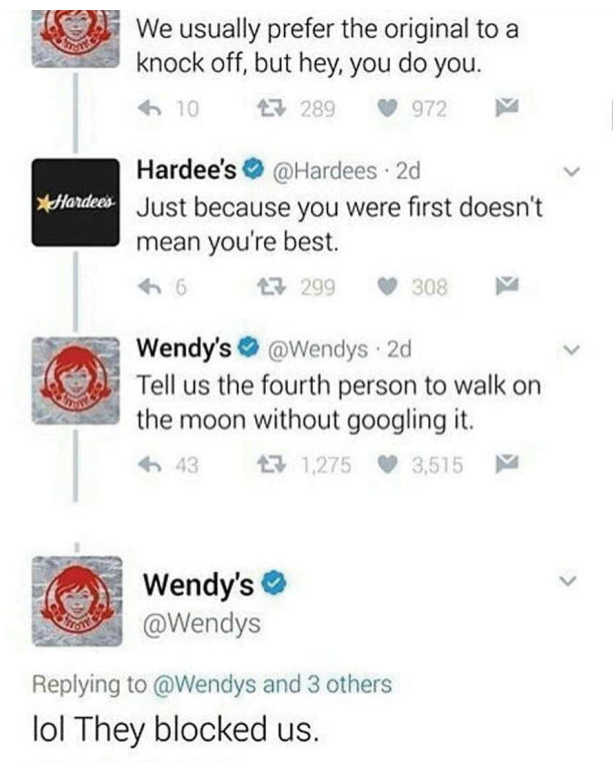 We usually prefer the original to a
knock off, but hey, you do you.
10 289 972
Hardee's @Hardees · 2d
Hardee's
Just because you were first doesn't
mean you're best.
6 299 308
Wendy's @Wendys · 2d
Tell us the fourth person to walk on
the moon without googling it.
43 1,275 3,515
Wendy's
@Wendys
Replying to @Wendys and 3 others
lol They blocked us.